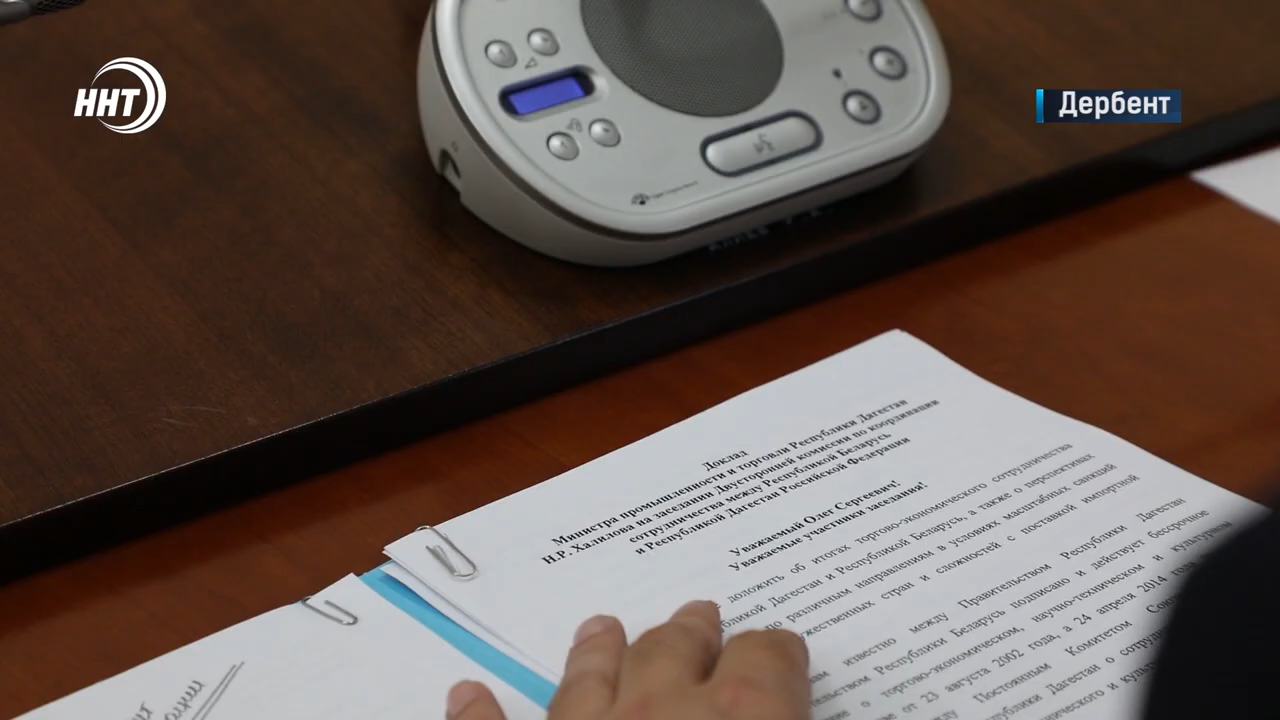 ННТ
Дербент
Доклад
Министра промышленности и торговли Республики Дагестан
Н.Р. Халилова на заседании Двусторонней комиссии по координации
сотрудничества между Республикой Беларусь
и Республикой Дагестан Российской Федерации
Уважаемый Олег Сергеевич!
Уважаемые участники заседания!
доложить об итогах торгово-экономического сотрудничества
Дагестан и Республикой Беларусь, а также о перспективах
по различным направлениям в условиях масштабных санкций
стран и сложностей с поставкой импортной
известно между Правительством Республики Дагестан
Республики Беларусь подписано и действует бессрочное
о торгово-экономическом, научно-техническом и культурном
от 23 августа 2002 года, а 24 апреля 2014 года
между Постоянным Комитетом
Дагестан о
и